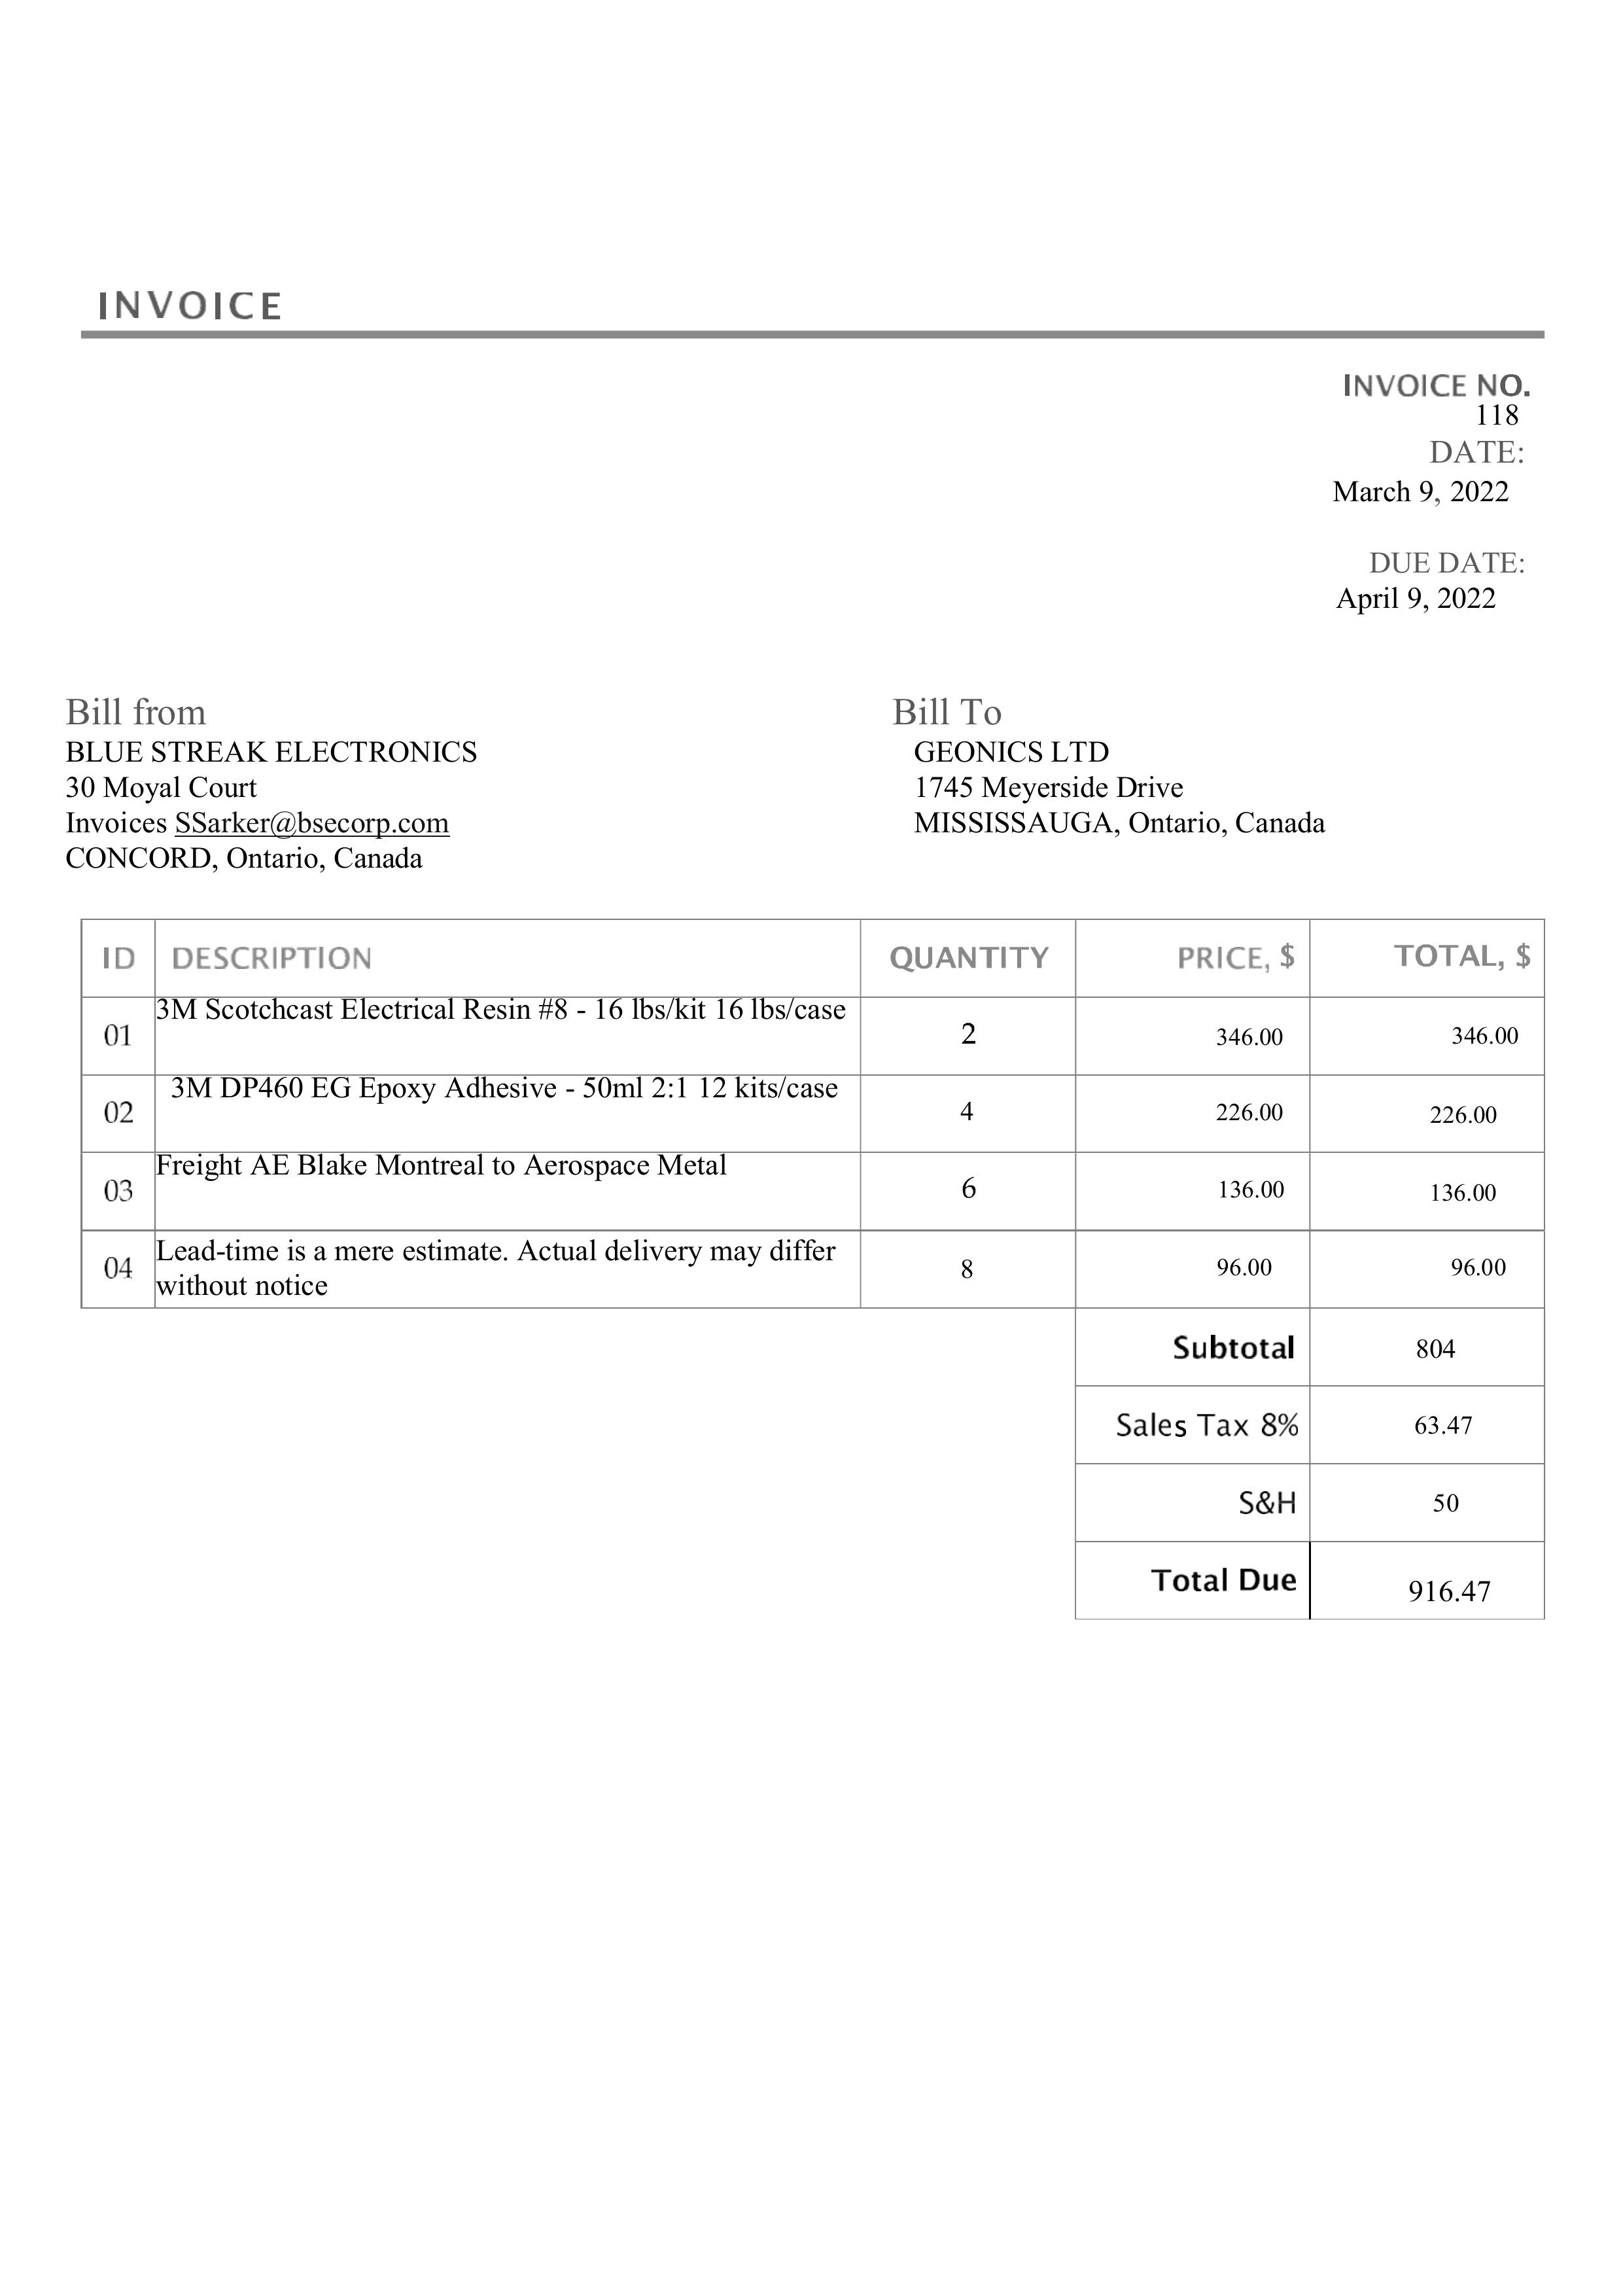 INVOICE
INVOICE NO.
118
DATE:
March 9, 2022
DUE DATE:
April 9, 2022
Bill from
BLUE STREAK ELECTRONICS
30 Moyal Court
Invoices SSarker@bsecorp.com
CONCORD, Ontario, Canada
Bill To
GEONICS LTD
1745 Meyerside Drive
MISSISSAUGA, Ontario, Canada
ID DESCRIPTION QUANTITY PRICE, $ TOTAL, $
01 3M Scotchcast Electrical Resin #8 - 16 lbs/kit 16 lbs/case 2 346.00 346.00
02 3M DP460 EG Epoxy Adhesive - 50ml 2:1 12 kits/case 4 226.00 226.00
03 Freight AE Blake Montreal to Aerospace Metal 6 136.00 136.00
04 Lead-time is a mere estimate. Actual delivery may differ
without notice 8 96.00 96.00
Subtotal 804
Sales Tax 8% 63.47
S&H 50
Total Due 916.47